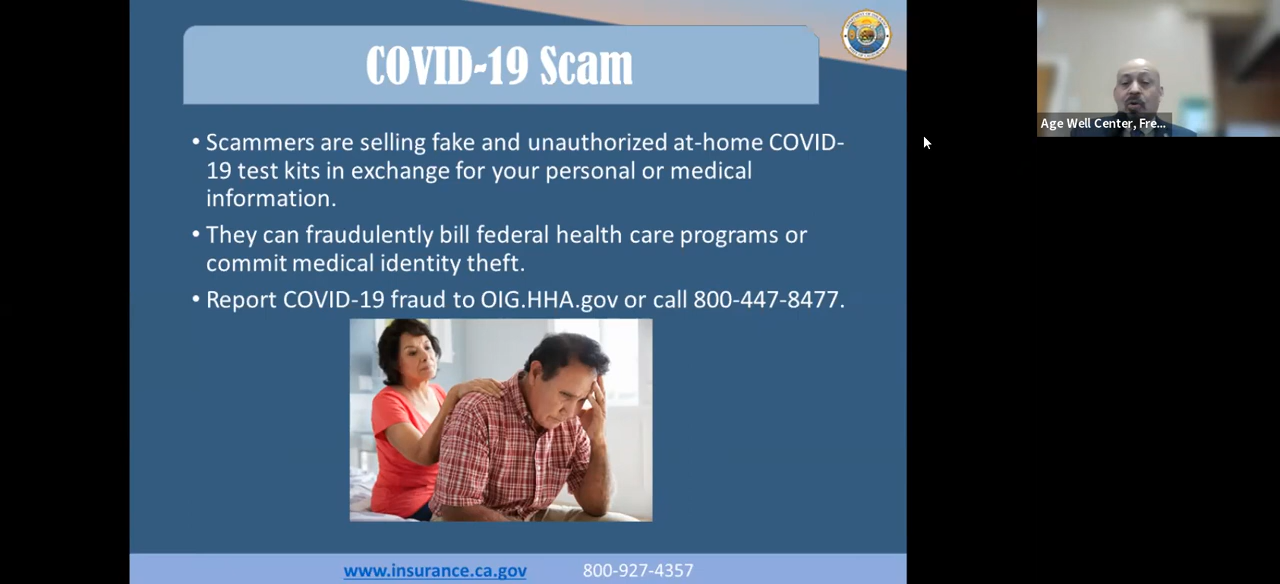 COVID-19 Scam
• Scammers are selling fake and unauthorized at-home COVID-
19 test kits in exchange for your personal or medical
information.
• They can fraudulently bill federal health care programs or
commit medical identity theft.
• Report COVID-19 fraud to OIG.HHA.gov or call 800-447-8477.
www.insurance.ca.gov 800-927-4357
Age Well Center, Fre...